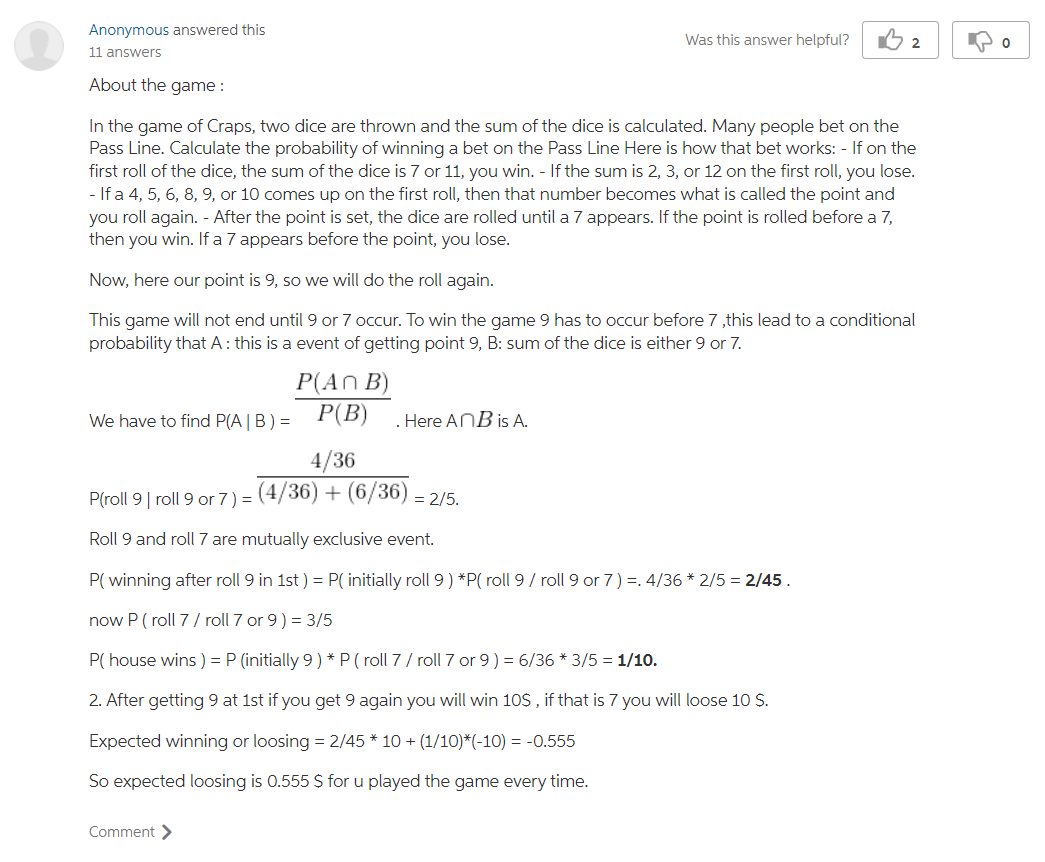 Anonymous answered this
11 answers
Was this answer helpful?
2
0
About the game :
In the game of Craps, two dice are thrown and the sum of the dice is calculated. Many people bet on the
Pass Line. Calculate the probability of winning a bet on the Pass Line Here is how that bet works: - If on the
first roll of the dice, the sum of the dice is 7 or 11, you win. - If the sum is 2, 3, or 12 on the first roll, you lose.
- If a 4, 5, 6, 8, 9, or 10 comes up on the first roll, then that number becomes what is called the point and
you roll again. - After the point is set, the dice are rolled until a 7 appears. If the point is rolled before a 7,
then you win. If a 7 appears before the point, you lose.
Now, here our point is 9, so we will do the roll again.
This game will not end until 9 or 7 occur. To win the game 9 has to occur before 7 ,this lead to a conditional
probability that A : this is a event of getting point 9, B: sum of the dice is either 9 or 7.
P(A∩B)
We have to find P(A | B ) = P(B) . Here A∩B is A.
4/36
P(roll 9 | roll 9 or 7 ) = (4/36) + (6/36) = 2/5.
Roll 9 and roll 7 are mutually exclusive event.
P( winning after roll 9 in 1st ) = P( initially roll 9 ) *P( roll 9 / roll 9 or 7 ) =. 4/36 * 2/5 = 2/45 .
now P ( roll 7 / roll 7 or 9 ) = 3/5
P( house wins ) = P (initially 9 ) * P ( roll 7 / roll 7 or 9 ) = 6/36 * 3/5 = 1/10.
2. After getting 9 at 1st if you get 9 again you will win 10$ , if that is 7 you will loose 10 $.
Expected winning or loosing = 2/45 * 10 + (1/10)*(-10) = -0.555
So expected loosing is 0.555 $ for u played the game every time.
Comment